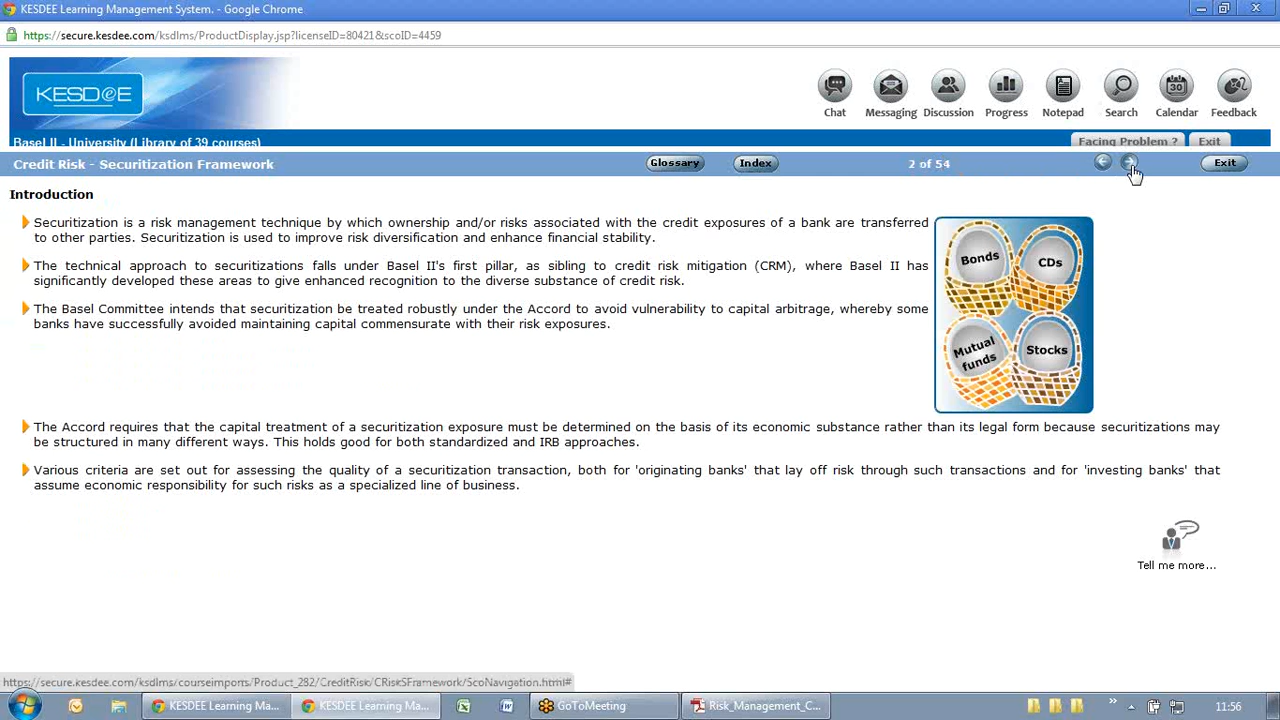 KESDEE Learning Management System. - Google Chrome
https://secure.kesdee.com/ksdlms/ProductDisplay.jsp?licenseID=80421&scoID=4459
KESDeE
Chat Messaging Discussion Progress Notepad Search Calendar Feedback
30
Basel II - University (Library of 39 courses) Facing Problem ? Exit
Credit Risk - Securitization Framework Glossary Index 2 of 54 Exit
Introduction
Securitization is a risk management technique by which ownership and/or risks associated with the credit exposures of a bank are transferred
to other parties. Securitization is used to improve risk diversification and enhance financial stability.
The technical approach to securitizations falls under Basel II's first pillar, as sibling to credit risk mitigation (CRM), where Basel II has
significantly developed these areas to give enhanced recognition to the diverse substance of credit risk.
The Basel Committee intends that securitization be treated robustly under the Accord to avoid vulnerability to capital arbitrage, whereby some
banks have successfully avoided maintaining capital commensurate with their risk exposures.
Bonds
CDs
Mutual
funds
Stocks
The Accord requires that the capital treatment of a securitization exposure must be determined on the basis of its economic substance rather than its legal form because securitizations may
be structured in many different ways. This holds good for both standardized and IRB approaches.
Various criteria are set out for assessing the quality of a securitization transaction, both for 'originating banks' that lay off risk through such transactions and for 'investing banks' that
assume economic responsibility for such risks as a specialized line of business.
Tell me more...
https://secure.kesdee.com/ksdlms/courseimports/Product_282/CreditRisk/CRiskSFramework/ScoNavigation.html#
KESDEE Learning Ma... KESDEE Learning Ma... GoToMeeting Risk_Management_C... 11:56